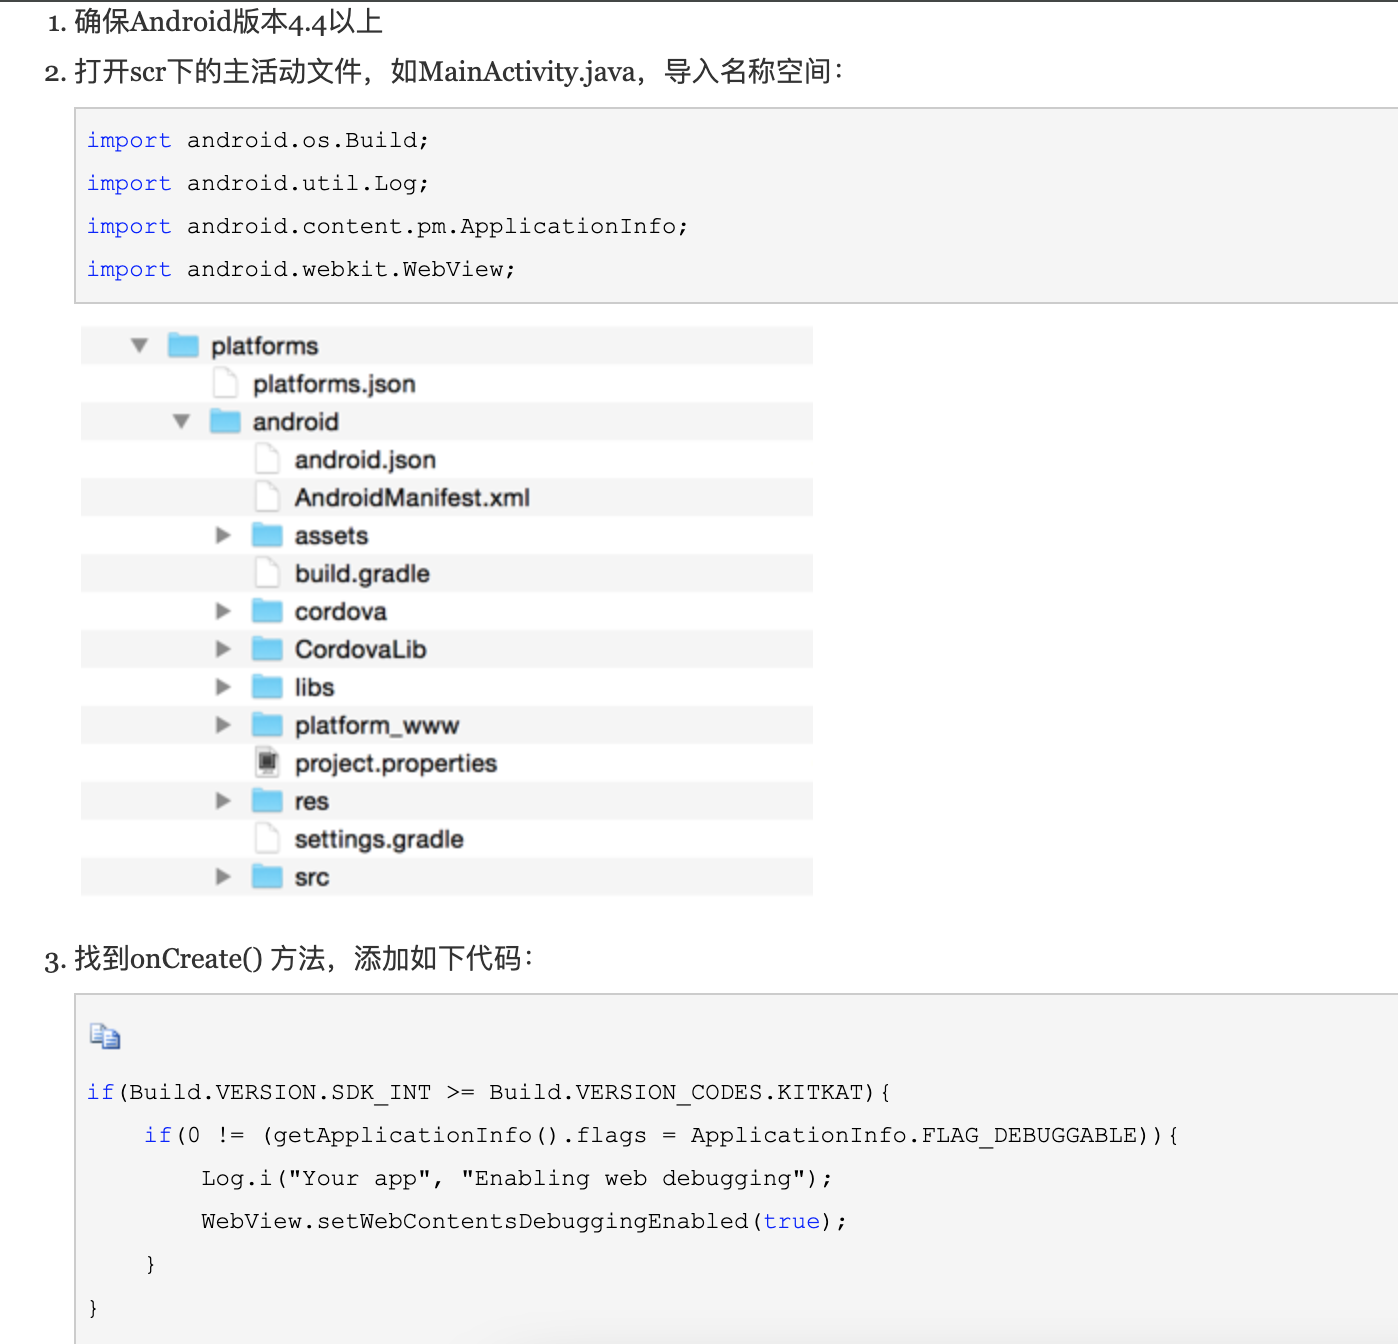 1. 确保Android版本4.4以上
2. 打开scr下的主活动文件，如MainActivity.java，导入名称空间：
import android.os.Build;
import android.util.Log;
import android.content.pm.ApplicationInfo;
import android.webkit.WebView;
platforms
platforms.json
android
android.json
AndroidManifest.xml
assets
build.gradle
cordova
CordovaLib
libs
platform_www
project.properties
res
settings.gradle
src
3. 找到onCreate() 方法，添加如下代码：
if(Build.VERSION.SDK_INT >= Build.VERSION_CODES.KITKAT){
    if(0 != (getApplicationInfo().flags = ApplicationInfo.FLAG_DEBUGGABLE)){
        Log.i("Your app", "Enabling web debugging");
        WebView.setWebContentsDebuggingEnabled(true);
    }
}